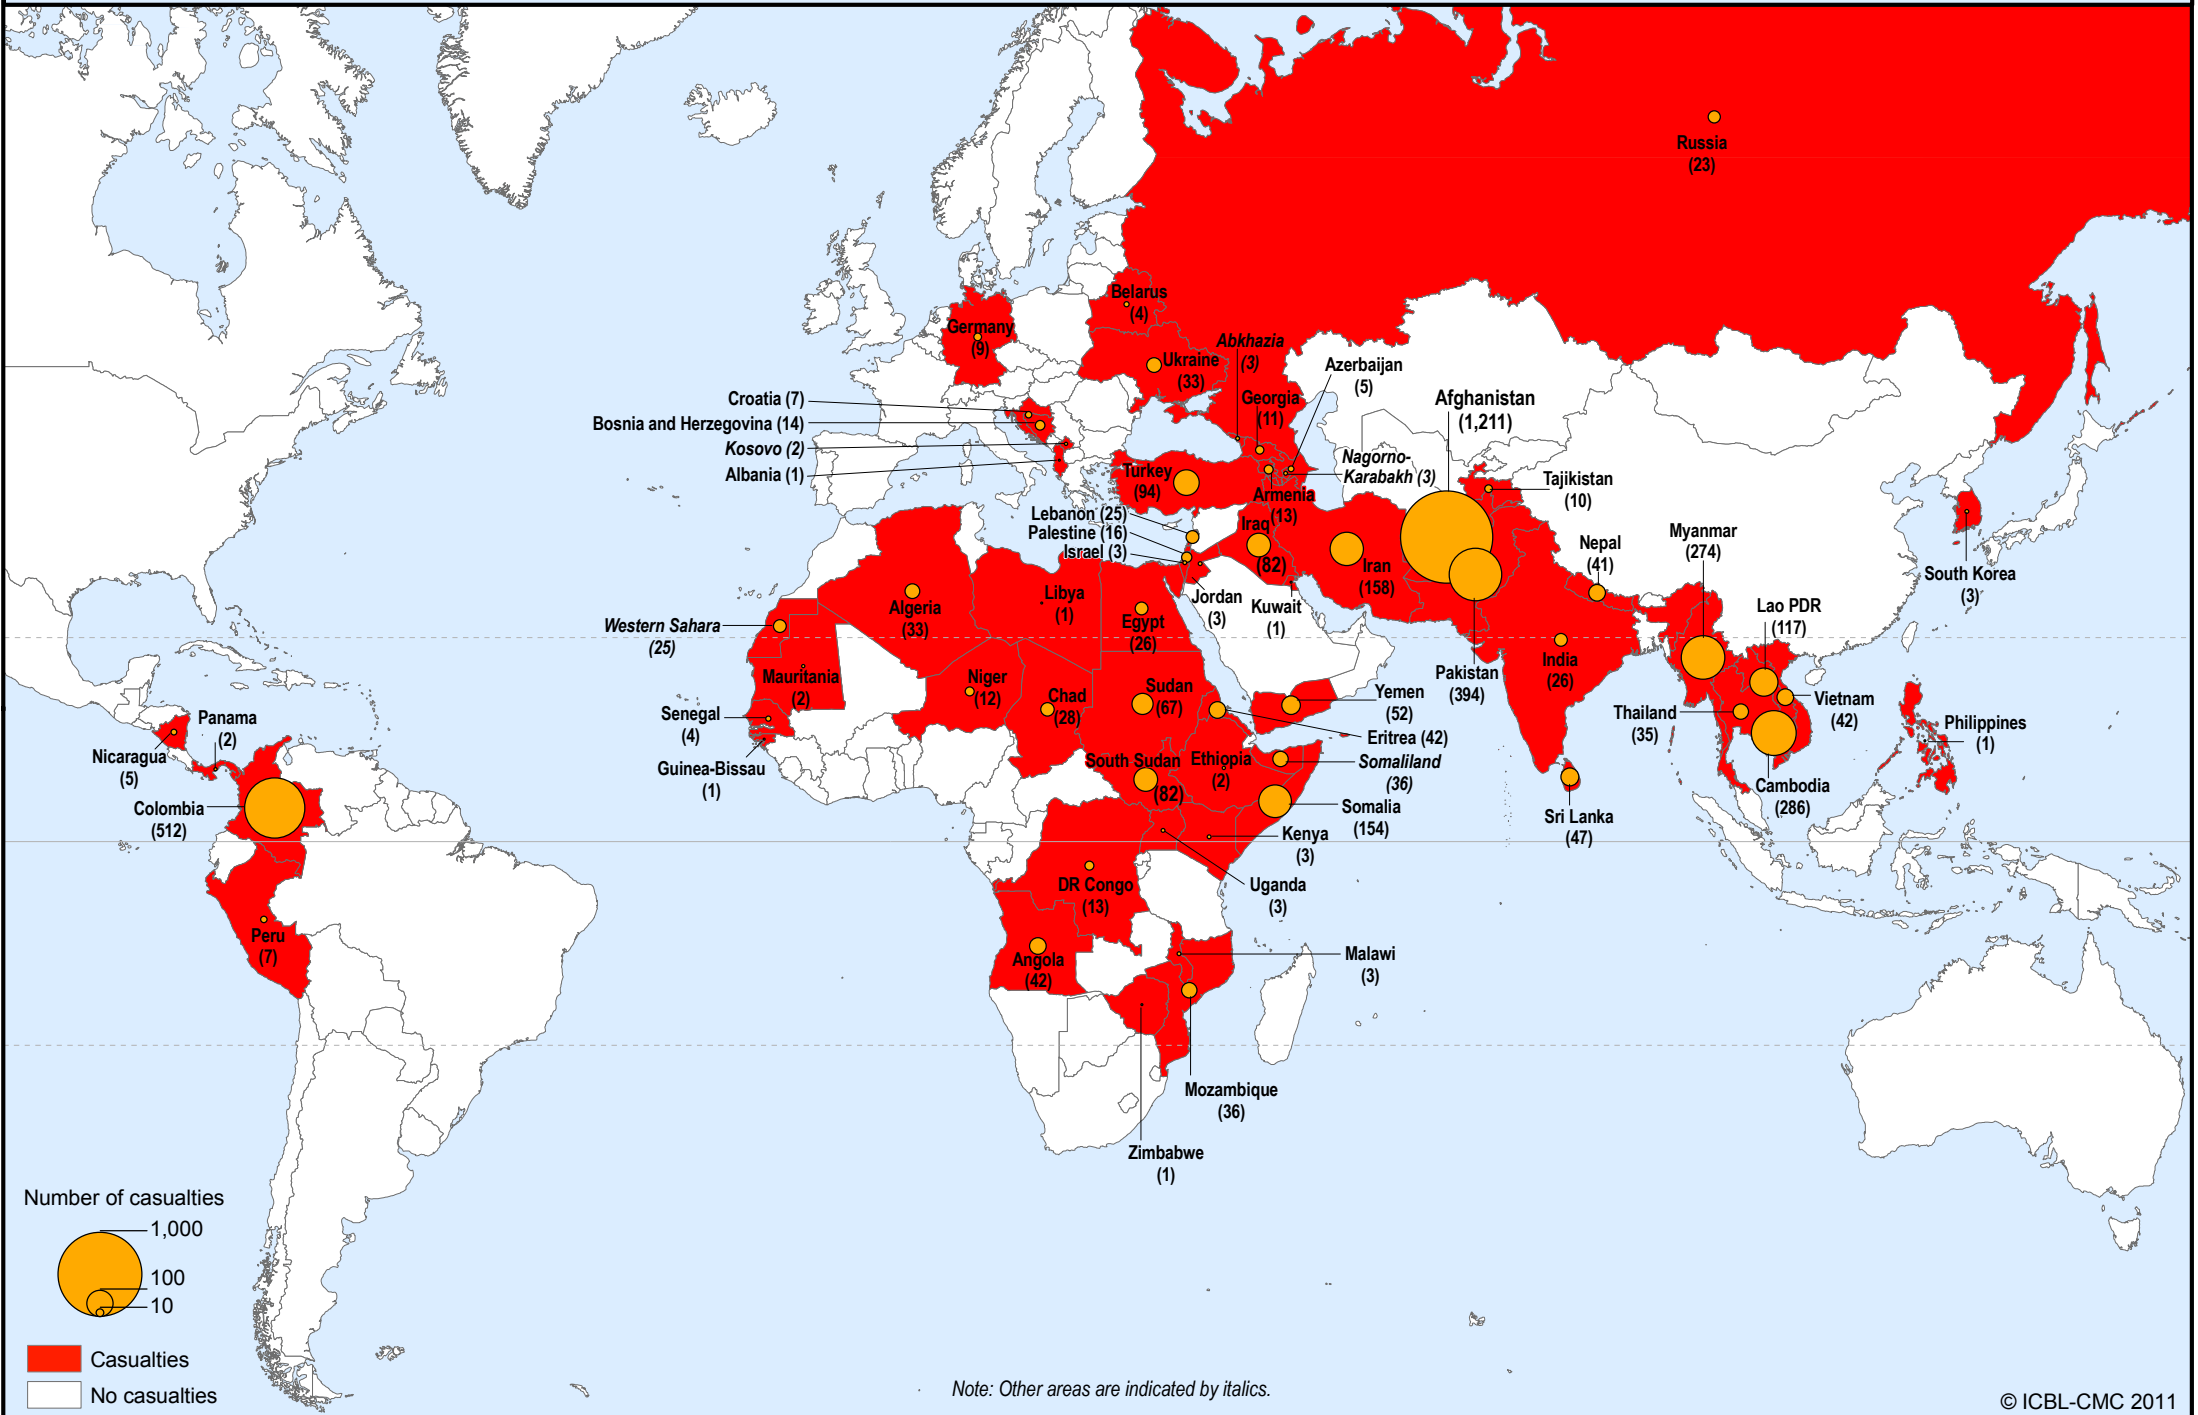 Russia
(23)
Belarus
(4)
Germany
(9)
Ukraine
(33)
Abkhazia
(3)
Azerbaijan
(5)
Georgia
(11)
Afghanistan
(1,211)
Croatia (7)
Bosnia and Herzegovina (14)
Kosovo (2)
Albania (1)
Nagorno-
Karabakh (3)
Turkey
(94)
Armenia
(13)
Tajikistan
(10)
Lebanon (25)
Palestine (16)
Israel (3)
Iraq
(82)
Iran
(158)
Nepal
(41)
Myanmar
(274)
South Korea
(3)
Jordan
(3)
Kuwait
(1)
Lao PDR
(117)
Algeria
(33)
Libya
(1)
Egypt
(26)
Western Sahara
(25)
Mauritania
(2)
Niger
(12)
Chad
(28)
Sudan
(67)
Yemen
(52)
Pakistan
(394)
India
(26)
Vietnam
(42)
Thailand
(35)
Philippines
(1)
Senegal
(4)
Guinea-Bissau
(1)
Eritrea (42)
Panama
(2)
Nicaragua
(5)
Colombia
(512)
South Sudan
(82)
Ethiopia
(2)
Somaliland
(36)
Somalia
(154)
Cambodia
(286)
Sri Lanka
(47)
Kenya
(3)
Uganda
(3)
DR Congo
(13)
Peru
(7)
Angola
(42)
Malawi
(3)
Mozambique
(36)
Zimbabwe
(1)
Number of casualties
1,000
100
10
Casualties
No casualties
Note: Other areas are indicated by italics.
© ICBL-CMC 2011